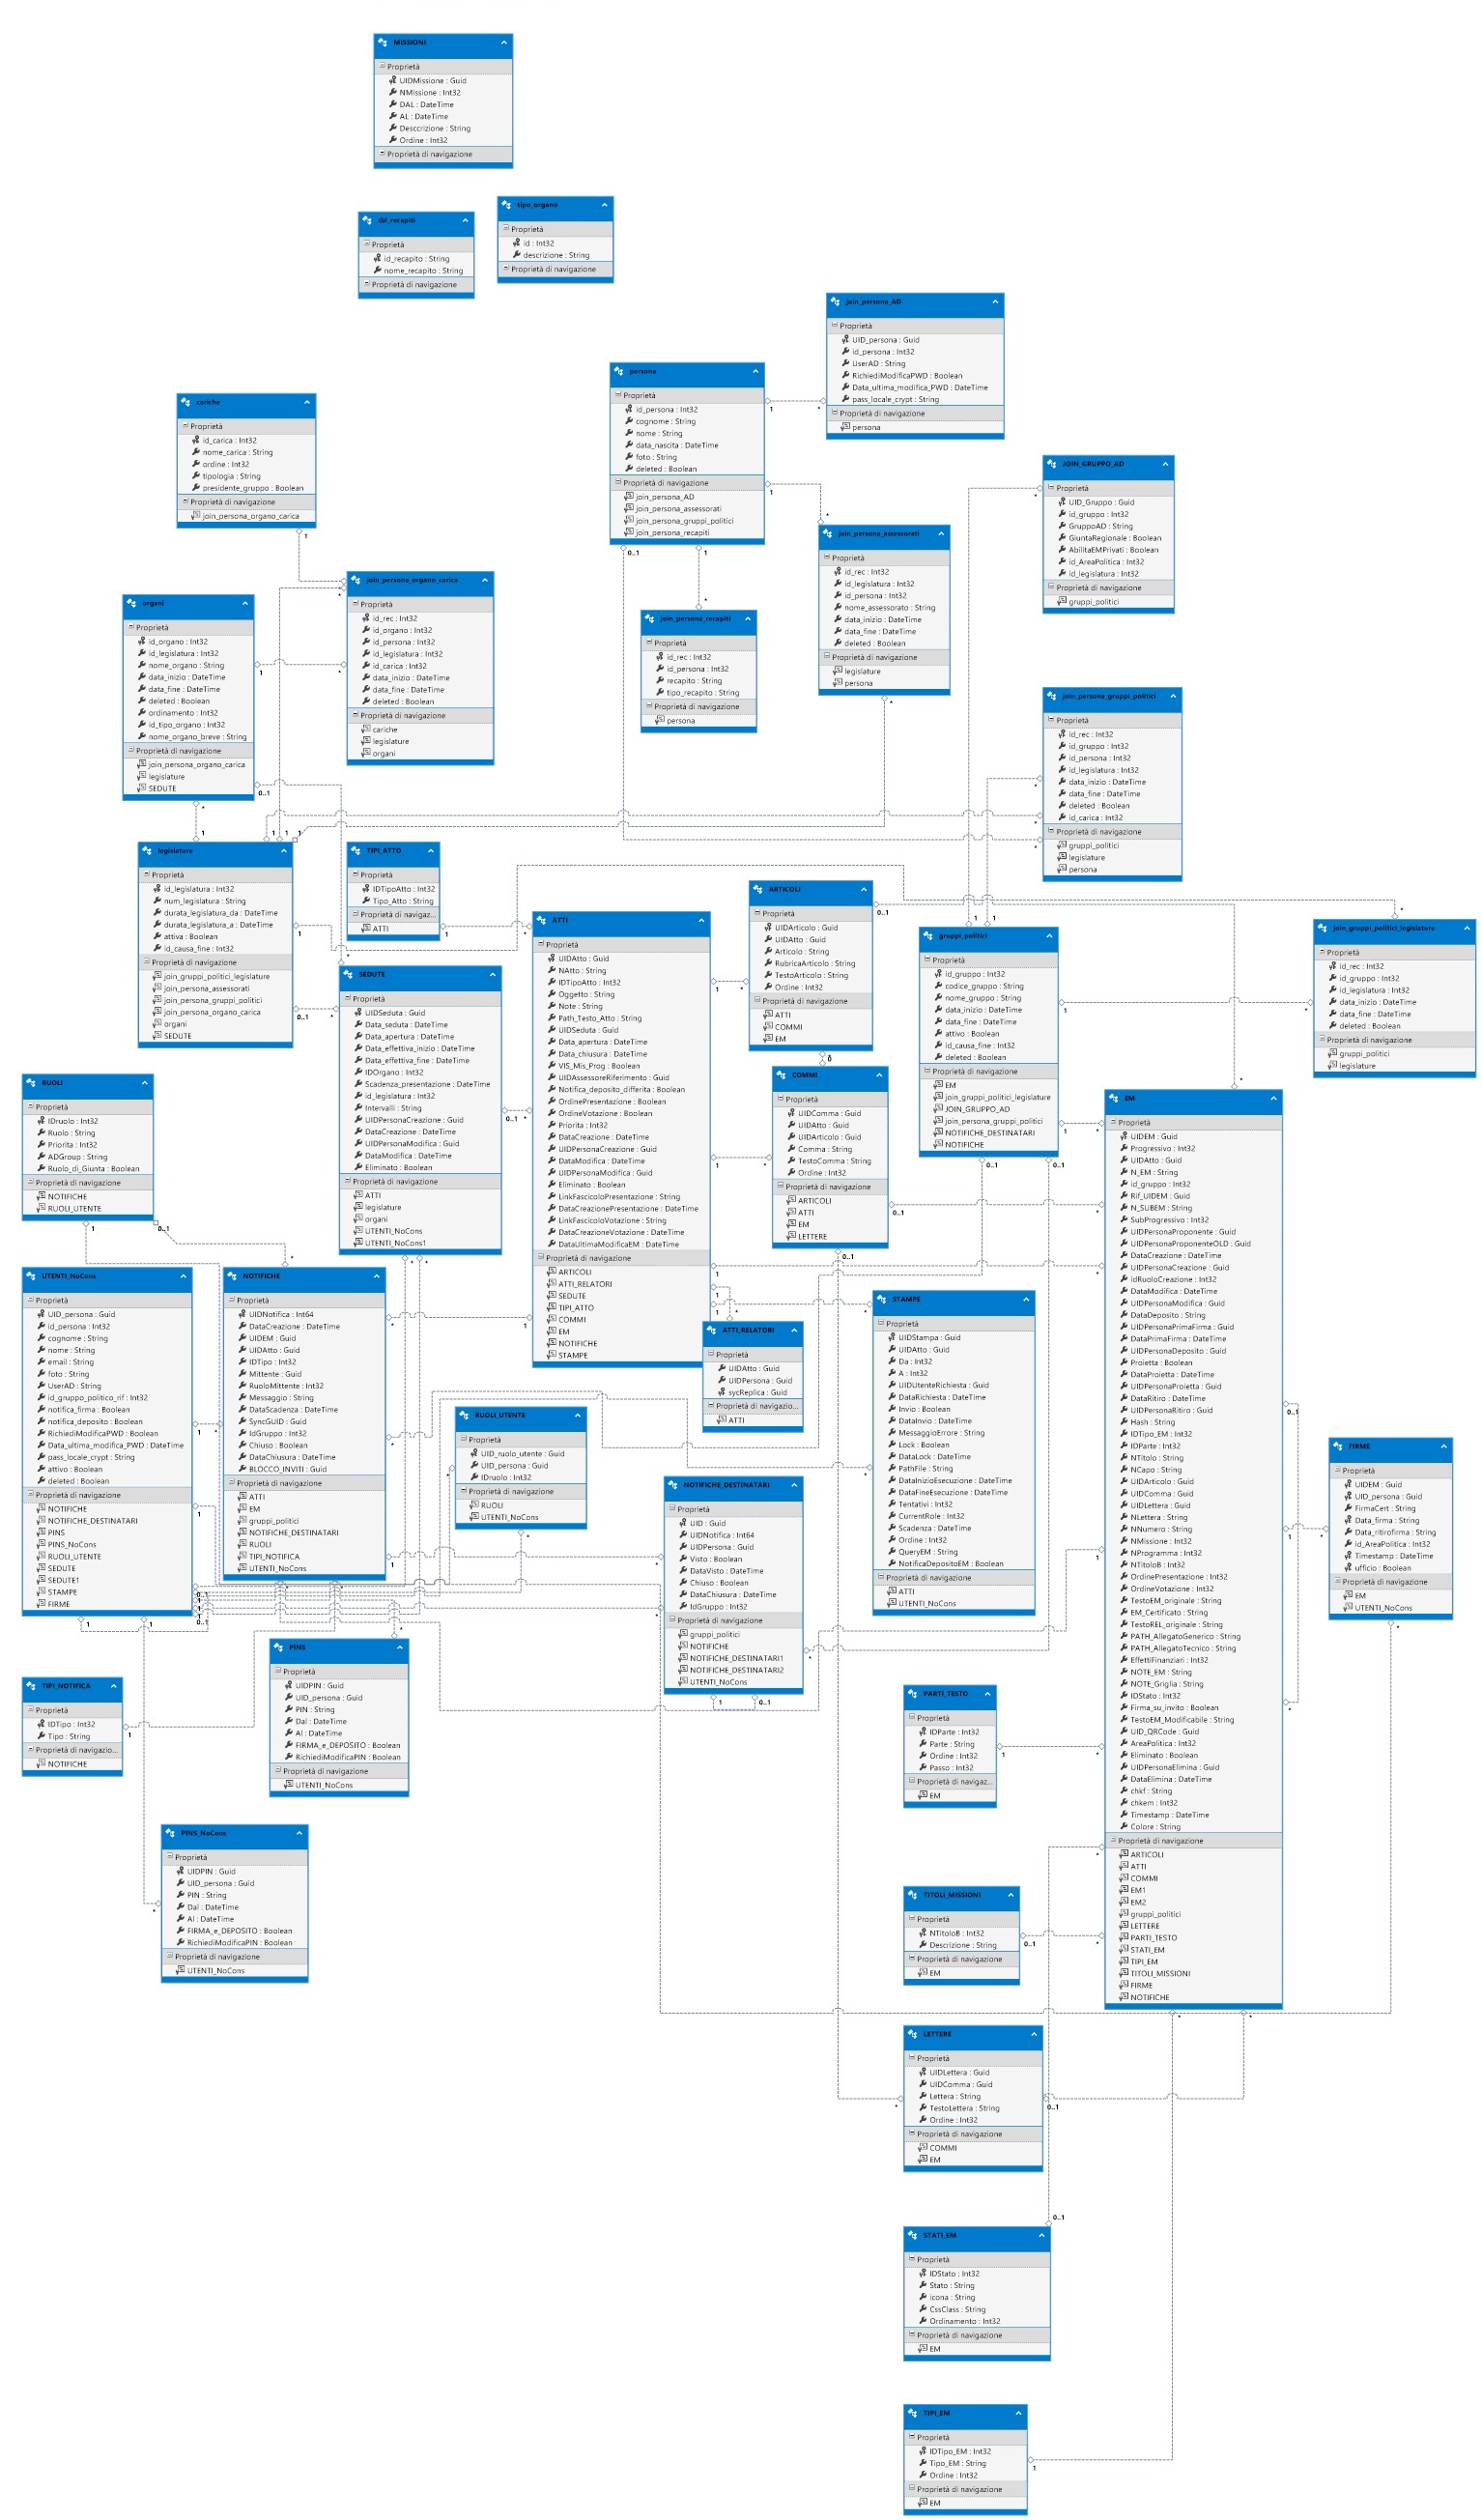 MISSIONI
Proprietà
UIDMissione : Guid
NMissione : Int32
DAL : DateTime
AL : DateTime
Desccrizione : String
Ordine : Int32
Proprietà di navigazione
tbl_recapiti
Proprietà
id_recapito : String
nome_recapito : String
Proprietà di navigazione
tipo_organo
Proprietà
id : Int32
descrizione : String
Proprietà di navigazione
join_persona_AD
Proprietà
UID_persona : Guid
id_persona : Int32
UserAD : String
RichiediModificaPWD : Boolean
Data_ultima_modifica_PWD : DateTime
pass_locale_crypt : String
Proprietà di navigazione
persona
persona
Proprietà
id_persona : Int32
cognome : String
nome : String
data_nascita : DateTime
foto : String
deleted : Boolean
Proprietà di navigazione
join_persona_AD
join_persona_assessorati
join_persona_gruppi_politici
join_persona_recapiti
cariche
Proprietà
id_carica : Int32
nome_carica : String
ordine : Int32
tipologia : String
presidente_gruppo : Boolean
Proprietà di navigazione
join_persona_organo_carica
JOIN_GRUPPO_AD
Proprietà
UID_Gruppo : Guid
id_gruppo : Int32
GruppoAD : String
GiuntaRegionale : Boolean
AbilitaEMPrivati : Boolean
id_AreaPolitica : Int32
id_legislatura : Int32
Proprietà di navigazione
gruppi_politici
join_persona_assessorati
Proprietà
id_rec : Int32
id_legislatura : Int32
id_persona : Int32
nome_assessorato : String
data_inizio : DateTime
data_fine : DateTime
deleted : Boolean
Proprietà di navigazione
legislature
persona
join_persona_organo_carica
Proprietà
id_rec : Int32
id_organo : Int32
id_persona : Int32
id_legislatura : Int32
id_carica : Int32
data_inizio : DateTime
data_fine : DateTime
deleted : Boolean
Proprietà di navigazione
cariche
legislature
organi
organi
Proprietà
id_organo : Int32
id_legislatura : Int32
nome_organo : String
data_inizio : DateTime
data_fine : DateTime
deleted : Boolean
ordinamento : Int32
id_tipo_organo : Int32
nome_organo_breve : String
Proprietà di navigazione
join_persona_organo_carica
legislature
SEDUTE
join_persona_recapiti
Proprietà
id_rec : Int32
id_persona : Int32
recapito : String
tipo_recapito : String
Proprietà di navigazione
persona
join_persona_gruppi_politici
Proprietà
id_rec : Int32
id_gruppo : Int32
id_persona : Int32
id_legislatura : Int32
data_inizio : DateTime
data_fine : DateTime
deleted : Boolean
id_carica : Int32
Proprietà di navigazione
gruppi_politici
legislature
persona
legislature
Proprietà
id_legislatura : Int32
num_legislatura : String
durata_legislatura_da : DateTime
durata_legislatura_a : DateTime
attiva : Boolean
id_causa_fine : Int32
Proprietà di navigazione
join_gruppi_politici_legislature
join_persona_assessorati
join_persona_gruppi_politici
join_persona_organo_carica
organi
SEDUTE
TIPI_ATTO
Proprietà
IDTipoAtto : Int32
Tipo_Atto : String
Proprietà di navigaz...
ATTI
ATTI
Proprietà
UIDAtto : Guid
NAtto : String
IDTipoAtto : Int32
Oggetto : String
Note : String
Path_Testo_Atto : String
UIDSeduta : Guid
Data_apertura : DateTime
Data_chiusura : DateTime
VIS_Mis_Prog : Boolean
UIDAssessoreRiferimento : Guid
Notifica_deposito_differita : Boolean
OrdinePresentazione : Boolean
OrdineVotazione : Boolean
Priorita : Int32
DataCreazione : DateTime
UIDPersonaCreazione : Guid
DataModifica : DateTime
UIDPersonaModifica : Guid
Eliminato : Boolean
LinkFascicoloPresentazione : String
DataCreazionePresentazione : DateTime
LinkFascicoloVotazione : String
DataCreazioneVotazione : DateTime
DataUltimaModificaEM : DateTime
Proprietà di navigazione
ARTICOLI
ATTI_RELATORI
SEDUTE
TIPI_ATTO
COMMI
EM
NOTIFICHE
STAMPE
ARTICOLI
Proprietà
UIDArticolo : Guid
UIDAtto : Guid
Articolo : String
RubricaArticolo : String
TestoArticolo : String
Ordine : Int32
Proprietà di navigazione
ATTI
COMMI
EM
gruppi_politici
Proprietà
id_gruppo : Int32
codice_gruppo : String
nome_gruppo : String
data_inizio : DateTime
data_fine : DateTime
attivo : Boolean
id_causa_fine : Int32
deleted : Boolean
Proprietà di navigazione
EM
join_gruppi_politici_legislature
JOIN_GRUPPO_AD
join_persona_gruppi_politici
NOTIFICHE_DESTINATARI
NOTIFICHE
join_gruppi_politici_legislature
Proprietà
id_rec : Int32
id_gruppo : Int32
id_legislatura : Int32
data_inizio : DateTime
data_fine : DateTime
deleted : Boolean
Proprietà di navigazione
gruppi_politici
legislature
SEDUTE
Proprietà
UIDSeduta : Guid
Data_seduta : DateTime
Data_apertura : DateTime
Data_effettiva_inizio : DateTime
Data_effettiva_fine : DateTime
IDOrgano : Int32
Scadenza_presentazione : DateTime
id_legislatura : Int32
Intervalli : String
UIDPersonaCreazione : Guid
DataCreazione : DateTime
UIDPersonaModifica : Guid
DataModifica : DateTime
Eliminato : Boolean
Proprietà di navigazione
ATTI
legislature
organi
UTENTI_NoCons
UTENTI_NoCons1
COMMI
Proprietà
UIDComma : Guid
UIDAtto : Guid
UIDArticolo : Guid
Comma : String
TestoComma : String
Ordine : Int32
Proprietà di navigazione
ARTICOLI
ATTI
EM
LETTERE
RUOLI
Proprietà
IDruolo : Int32
Ruolo : String
Priorita : Int32
ADGroup : String
Ruolo_di_Giunta : Boolean
Proprietà di navigazione
NOTIFICHE
RUOLI_UTENTE
EM
Proprietà
UIDEM : Guid
Progressivo : Int32
UIDAtto : Guid
N_EM : String
id_gruppo : Int32
Rif_UIDEM : Guid
N_SUBEM : String
SubProgressivo : Int32
UIDPersonaProponente : Guid
UIDPersonaProponenteOLD : Guid
DataCreazione : DateTime
UIDPersonaCreazione : Guid
idRuoloCreazione : Int32
DataModifica : DateTime
UIDPersonaModifica : Guid
DataDeposito : String
UIDPersonaPrimaFirma : Guid
DataPrimaFirma : DateTime
UIDPersonaDeposito : Guid
Proietta : Boolean
DataProietta : DateTime
UIDPersonaProietta : Guid
DataRitiro : DateTime
UIDPersonaRitiro : Guid
Hash : String
IDTipo_EM : Int32
IDParte : Int32
NTitolo : String
NCapo : String
UIDArticolo : Guid
UIDComma : Guid
UIDLettera : Guid
NLettera : String
NNumero : String
NMissione : Int32
NProgramma : Int32
NTitoloB : Int32
OrdinePresentazione : Int32
OrdineVotazione : Int32
TestoEM_originale : String
EM_Certificato : String
TestoREL_originale : String
PATH_AllegatoGenerico : String
PATH_AllegatoTecnico : String
EffettiFinanziari : Int32
NOTE_EM : String
NOTE_Griglia : String
IDStato : Int32
Firma_su_invito : Boolean
TestoEM_Modificabile : String
UID_QRCode : Guid
AreaPolitica : Int32
Eliminato : Boolean
UIDPersonaElimina : Guid
DataElimina : DateTime
chkf : String
chkem : Int32
Timestamp : DateTime
Colore : String
Proprietà di navigazione
ARTICOLI
ATTI
COMMI
EM1
EM2
gruppi_politici
LETTERE
PARTI_TESTO
STATI_EM
TIPI_EM
TITOLI_MISSIONI
FIRME
NOTIFICHE
UTENTI_NoCons
Proprietà
UID_persona : Guid
id_persona : Int32
cognome : String
nome : String
email : String
foto : String
UserAD : String
id_gruppo_politico_rif : Int32
notifica_firma : Boolean
notifica_deposito : Boolean
RichiediModificaPWD : Boolean
Data_ultima_modifica_PWD : DateTime
pass_locale_crypt : String
attivo : Boolean
deleted : Boolean
Proprietà di navigazione
NOTIFICHE
NOTIFICHE_DESTINATARI
PINS
PINS_NoCons
RUOLI_UTENTE
SEDUTE
SEDUTE1
STAMPE
FIRME
NOTIFICHE
Proprietà
UIDNotifica : Int64
DataCreazione : DateTime
UIDEM : Guid
UIDAtto : Guid
IDTipo : Int32
Mittente : Guid
RuoloMittente : Int32
Messaggio : String
DataScadenza : DateTime
SyncGUID : Guid
IdGruppo : Int32
Chiuso : Boolean
DataChiusura : DateTime
BLOCCO_INVITI : Guid
Proprietà di navigazione
ATTI
EM
gruppi_politici
NOTIFICHE_DESTINATARI
RUOLI
TIPI_NOTIFICA
UTENTI_NoCons
STAMPE
Proprietà
UIDStampa : Guid
UIDAtto : Guid
Da : Int32
A : Int32
UIDUtenteRichiesta : Guid
DataRichiesta : DateTime
Invio : Boolean
DataInvio : DateTime
MessaggioErrore : String
Lock : Boolean
DataLock : DateTime
PathFile : String
DataInizioEsecuzione : DateTime
DataFineEsecuzione : DateTime
Tentativi : Int32
CurrentRole : Int32
Scadenza : DateTime
Ordine : Int32
QueryEM : String
NotificaDepositoEM : Boolean
Proprietà di navigazione
ATTI
UTENTI_NoCons
ATTI_RELATORI
Proprietà
UIDAtto : Guid
UIDPersona : Guid
sycReplica : Guid
Proprietà di navigazio...
ATTI
RUOLI_UTENTE
Proprietà
UID_ruolo_utente : Guid
UID_persona : Guid
IDruolo : Int32
Proprietà di navigazione
RUOLI
UTENTI_NoCons
FIRME
Proprietà
UIDEM : Guid
UID_persona : Guid
FirmaCert : String
Data_firma : String
Data_ritirofirma : String
id_AreaPolitica : Int32
Timestamp : DateTime
ufficio : Boolean
Proprietà di navigazione
EM
UTENTI_NoCons
NOTIFICHE_DESTINATARI
Proprietà
UID : Guid
UIDNotifica : Int64
UIDPersona : Guid
Visto : Boolean
DataVisto : DateTime
Chiuso : Boolean
DataChiusura : DateTime
IdGruppo : Int32
Proprietà di navigazione
gruppi_politici
NOTIFICHE
NOTIFICHE_DESTINATARI1
NOTIFICHE_DESTINATARI2
UTENTI_NoCons
PINS
Proprietà
UIDPIN : Guid
UID_persona : Guid
PIN : String
Dal : DateTime
Al : DateTime
FIRMA_e_DEPOSITO : Boolean
RichiediModificaPIN : Boolean
Proprietà di navigazione
UTENTI_NoCons
TIPI_NOTIFICA
Proprietà
IDTipo : Int32
Tipo : String
Proprietà di navigazio...
NOTIFICHE
PARTI_TESTO
Proprietà
IDParte : Int32
Parte : String
Ordine : Int32
Passo : Int32
Proprietà di navigaz...
EM
PINS_NoCons
Proprietà
UIDPIN : Guid
UID_persona : Guid
PIN : String
Dal : DateTime
Al : DateTime
FIRMA_e_DEPOSITO : Boolean
RichiediModificaPIN : Boolean
Proprietà di navigazione
UTENTI_NoCons
TITOLI_MISSIONI
Proprietà
NTitoloB : Int32
Descrizione : String
Proprietà di navigazione
EM
LETTERE
Proprietà
UIDLettera : Guid
UIDComma : Guid
Lettera : String
TestoLettera : String
Ordine : Int32
Proprietà di navigazione
COMMI
EM
STATI_EM
Proprietà
IDStato : Int32
Stato : String
icona : String
CssClass : String
Ordinamento : Int32
Proprietà di navigazione
EM
TIPI_EM
Proprietà
IDTipo_EM : Int32
Tipo_EM : String
Ordine : Int32
Proprietà di navigazione
EM